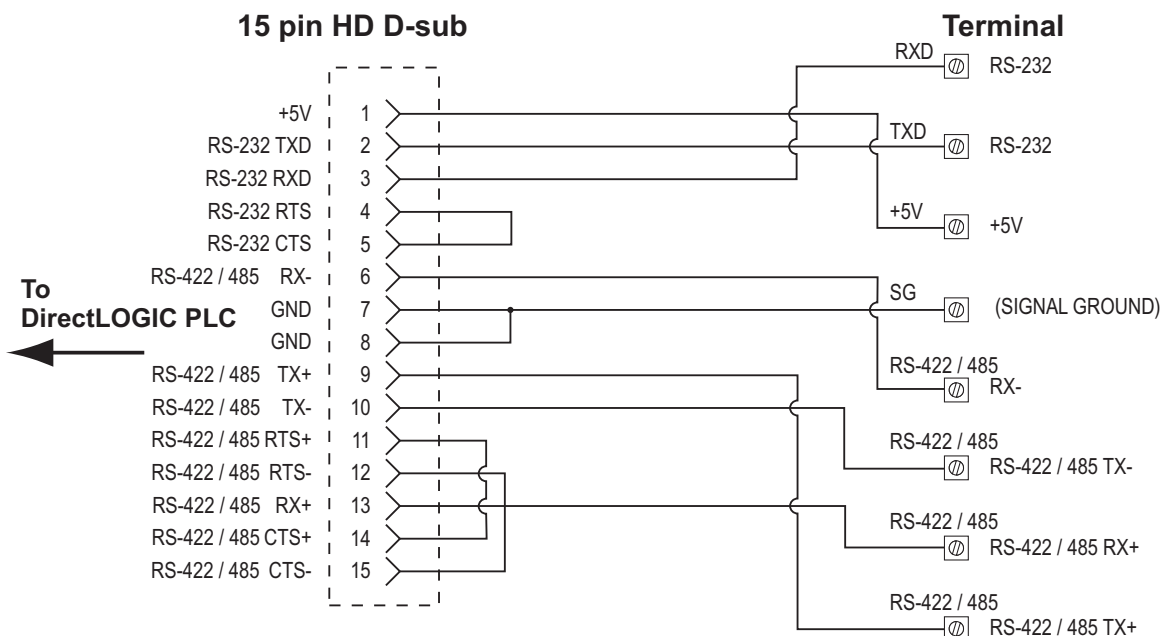 15 pin HD D-sub
Terminal
+5V 1
RS-232 TXD 2
RS-232 RXD 3
RS-232 RTS 4
RS-232 CTS 5
RS-422 / 485 RX- 6
GND 7
GND 8
RS-422 / 485 TX+ 9
RS-422 / 485 TX- 10
RS-422 / 485 RTS+ 11
RS-422 / 485 RTS- 12
RS-422 / 485 RX+ 13
RS-422 / 485 CTS+ 14
RS-422 / 485 CTS- 15
To
DirectLOGIC PLC
RXD RS-232
TXD RS-232
+5V +5V
SG (SIGNAL GROUND)
RS-422 / 485
RX-
RS-422 / 485
RS-422 / 485 TX-
RS-422 / 485
RS-422 / 485 RX+
RS-422 / 485
RS-422 / 485 TX+